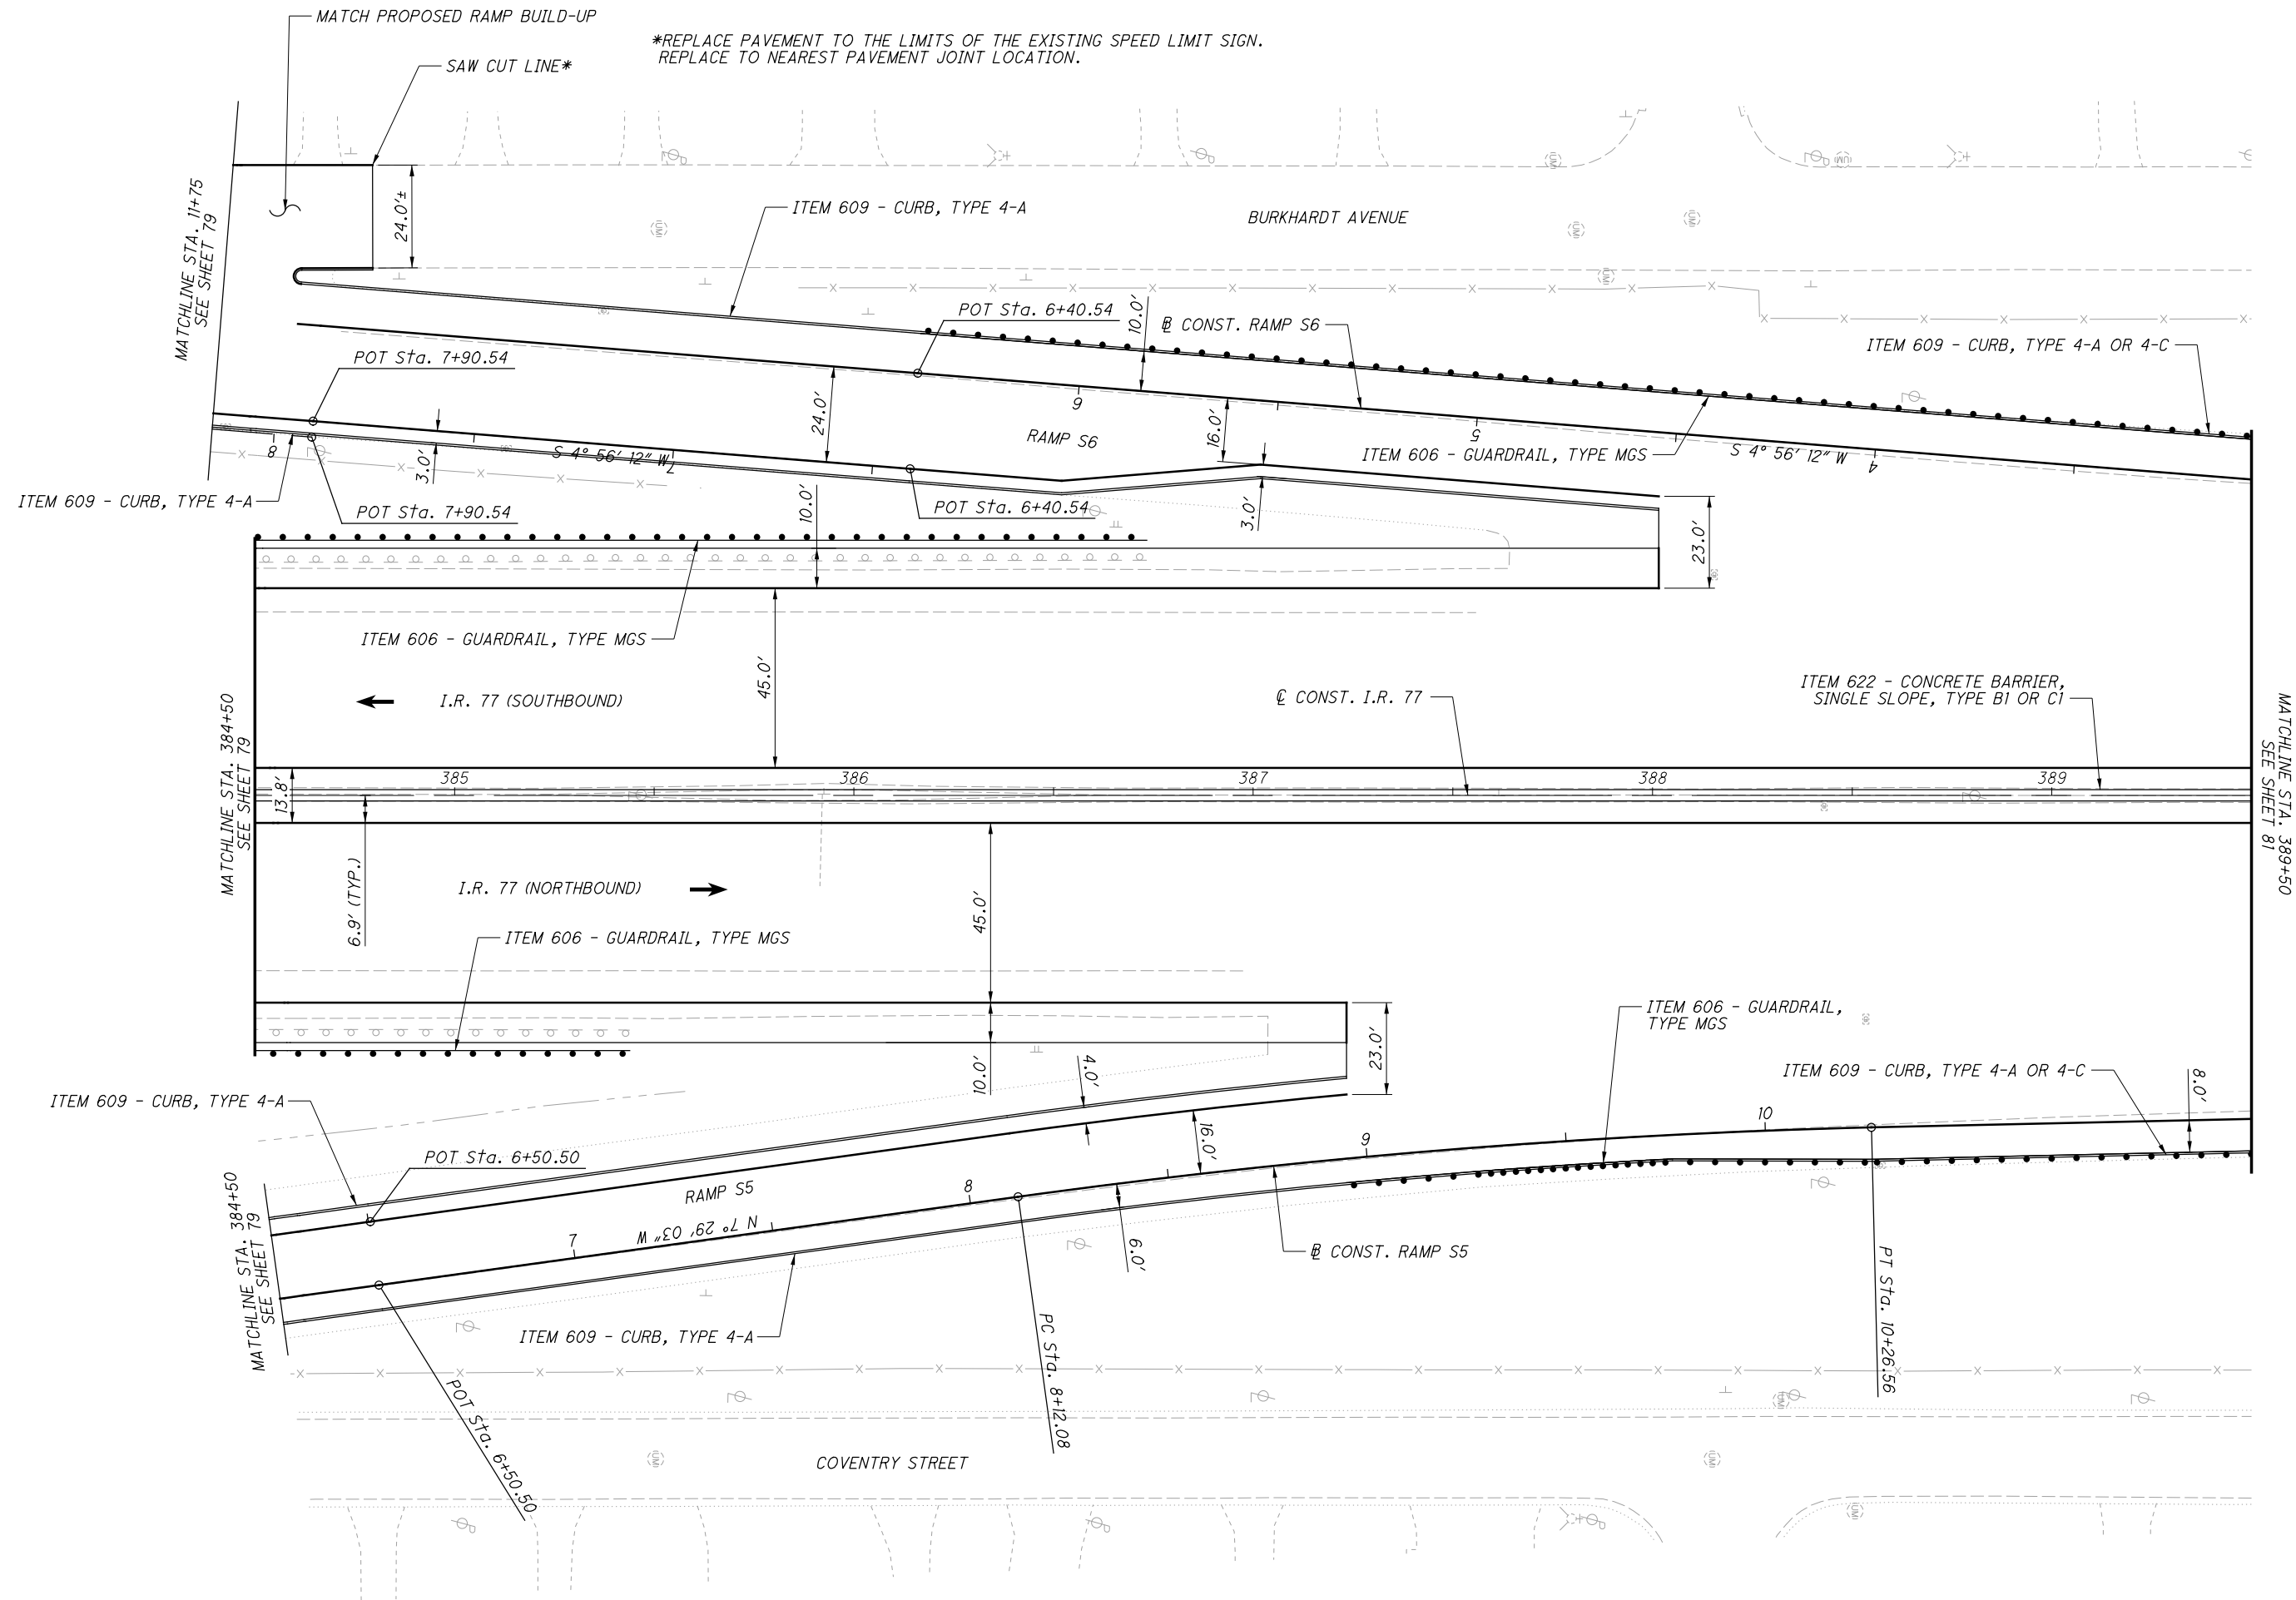 MATCH PROPOSED RAMP BUILD-UP
*REPLACE PAVEMENT TO THE LIMITS OF THE EXISTING SPEED LIMIT SIGN.
REPLACE TO NEAREST PAVEMENT JOINT LOCATION.
SAW CUT LINE*
MATCHLINE STA. 11+75
SEE SHEET 79
24.0'±
ITEM 609 - CURB, TYPE 4-A
BURKHARDT AVENUE
POT Sta. 6+40.54
10.0'
℄ CONST. RAMP S6
ITEM 609 - CURB, TYPE 4-A OR 4-C
POT Sta. 7+90.54
24.0'
6
16.0'
RAMP S6
5
ITEM 606 - GUARDRAIL, TYPE MGS
S 4° 56' 12" W
4
8
3.0'
S 4° 56' 12" W
7
ITEM 609 - CURB, TYPE 4-A
POT Sta. 7+90.54
10.0'
POT Sta. 6+40.54
3.0'
23.0'
ITEM 606 - GUARDRAIL, TYPE MGS
45.0'
I.R. 77 (SOUTHBOUND)
℄ CONST. I.R. 77
ITEM 622 - CONCRETE BARRIER,
SINGLE SLOPE, TYPE B1 OR C1
MATCHLINE STA. 384+50
SEE SHEET 79
MATCHLINE STA. 389+50
SEE SHEET 81
385
386
387
388
389
13.8'
6.9' (TYP.)
I.R. 77 (NORTHBOUND)
45.0'
ITEM 606 - GUARDRAIL, TYPE MGS
ITEM 606 - GUARDRAIL,
TYPE MGS
23.0'
10.0'
4.0'
ITEM 609 - CURB, TYPE 4-A OR 4-C
8.0'
ITEM 609 - CURB, TYPE 4-A
POT Sta. 6+50.50
16.0'
9
10
RAMP S5
8
MATCHLINE STA. 384+50
SEE SHEET 79
7
N 7° 29' 03" W
6.0'
℄ CONST. RAMP S5
ITEM 609 - CURB, TYPE 4-A
PC Sta. 8+12.08
PT Sta. 10+26.56
POT Sta. 6+50.50
COVENTRY STREET